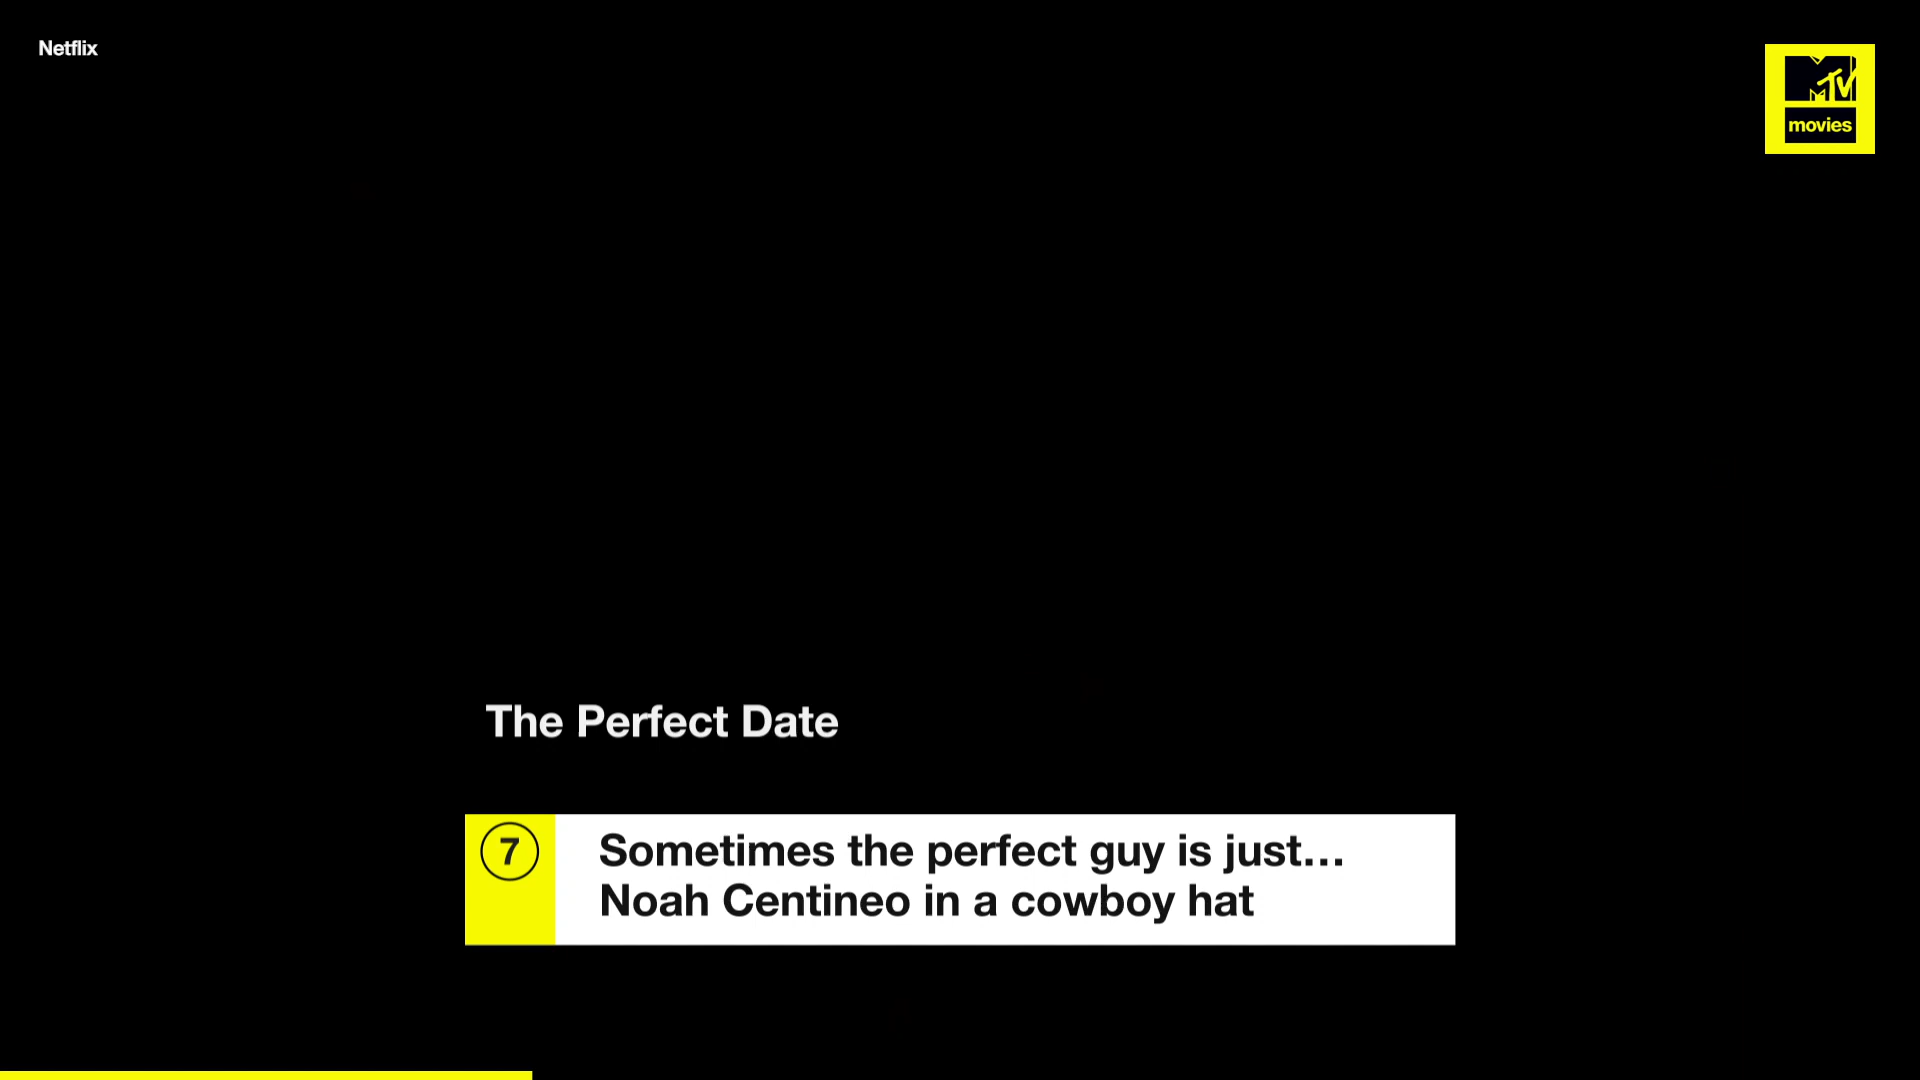 Netflix
MTV
movies
The Perfect Date
7
Sometimes the perfect guy is just...
Noah Centineo in a cowboy hat